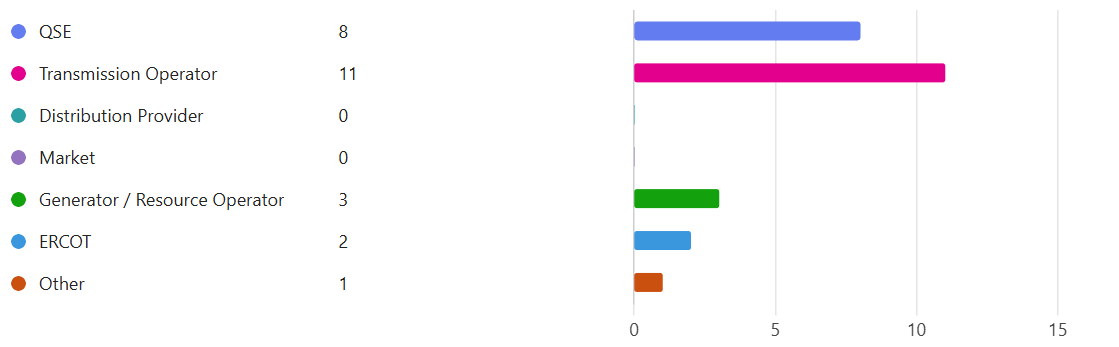 QSE 8
Transmission Operator 11
Distribution Provider 0
Market 0
Generator / Resource Operator 3
ERCOT 2
Other 1
0 5 10 15